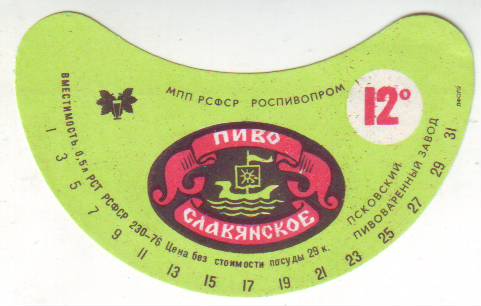 МПП РСФСР РОСПИВОПРОМ
12°
ПИВО
СЛАВЯНСКОЕ
ПСКОВСКИЙ
ПИВОВАРЕННЫЙ ЗАВОД
ВМЕСТИМОСТЬ 0,5л РСТ РСФСР 230-76 Цена без стоимости посуды 29 к.
1 3 5 7 9 11 13 15 17 19 21 23 25 27 29 31